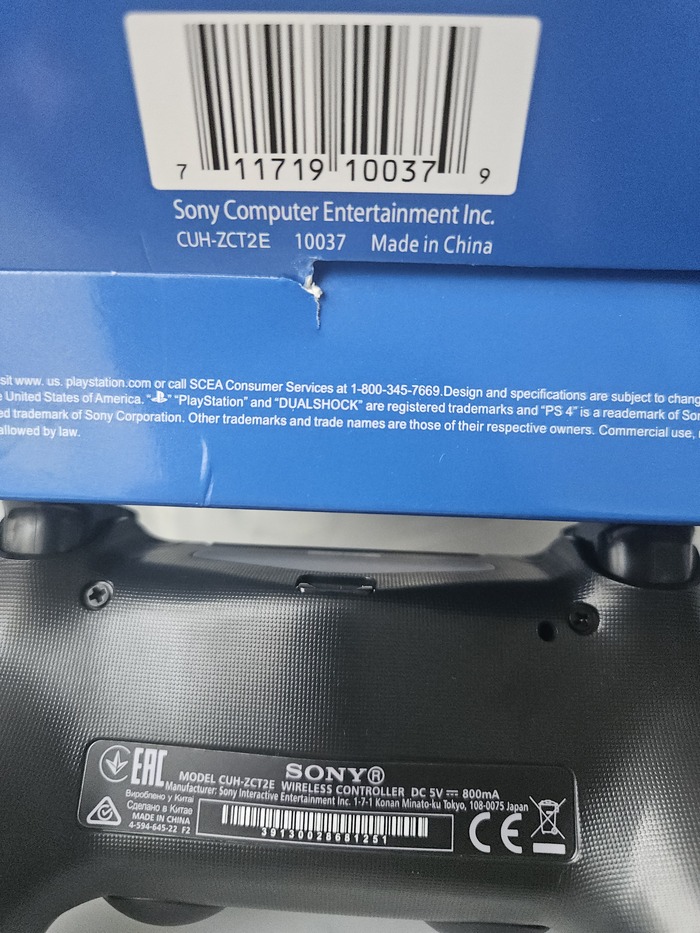 7 11719 10037 9
Sony Computer Entertainment Inc.
CUH-ZCT2E 10037 Made in China
sit www. us. playstation.com or call SCEA Consumer Services at 1-800-345-7669.Design and specifications are subject to chang
United States of America. " " "PlayStation" and "DUALSHOCK" are registered trademarks and "PS 4" is a reademark of Son
ed trademark of Sony Corporation. Other trademarks and trade names are those of their respective owners. Commercial use,
allowed by law.
EAC
SONY®
MODEL CUH-ZCT2E WIRELESS CONTROLLER DC 5V 800mA
Manufacturer: Sony Interactive Entertainment Inc. 1-7-1 Konan Minato-ku Tokyo, 108-0075 Japan
Вироблено у Китаї
Сделано в Китае
MADE IN CHINA
4-594-645-22 F2
39130028681251
CE